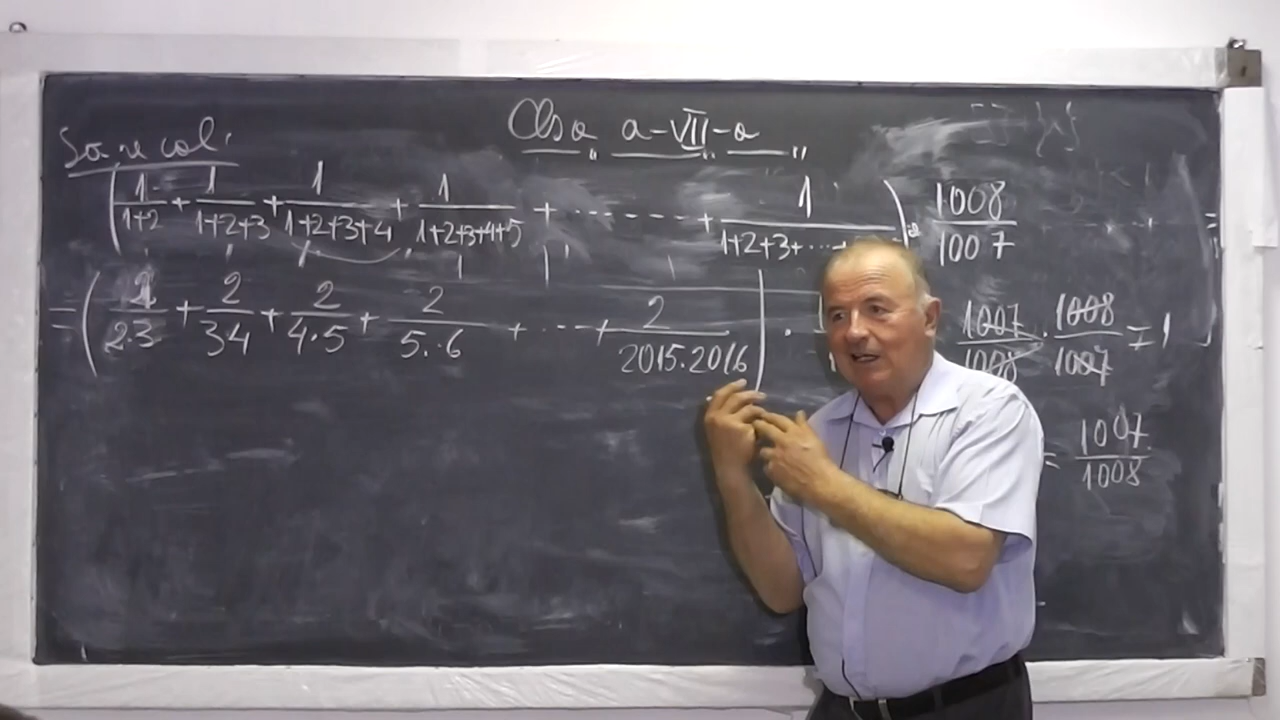 Clsa a-VII-a
Să se cal:
(1/1+2 + 1/1+2+3 + 1/1+2+3+4 + 1/1+2+3+4+5 + ....... + 1/1+2+3+...) 1008/1007
=(2/2.3 + 2/3 4 + 2/4.5 + 2/5.6 + ... + 2/2015.2016) .
1007/1008 . 1008/1007 = 1
= 1007/1008